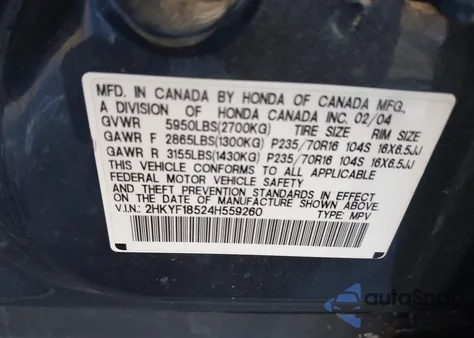 MFD. IN CANADA BY HONDA OF CANADA MFG.,
A DIVISION OF HONDA CANADA INC. 02/04
GVWR 5950LBS(2700KG) TIRE SIZE RIM SIZE
GAWR F 2865LBS(1300KG) P235/70R16 104S 16X6.5JJ
GAWR R 3155LBS(1430KG) P235/70R16 104S 16X6.5JJ
THIS VEHICLE CONFORMS TO ALL APPLICABLE
FEDERAL MOTOR VEHICLE SAFETY
AND THEFT PREVENTION STANDARDS IN EFFECT
ON THE DATE OF MANUFACTURE SHOWN ABOVE.
V.I.N.: 2HKYF18524H559260 TYPE: MPV
autoSnap